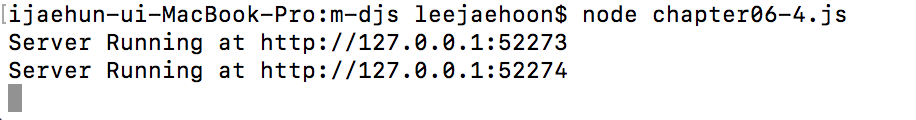 [ijaehun-ui-MacBook-Pro:m-djs leejaehoon$ node chapter06-4.js
Server Running at http://127.0.0.1:52273
Server Running at http://127.0.0.1:52274